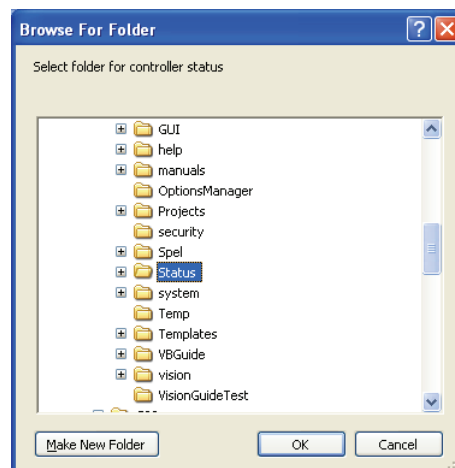 Browse For Folder
Select folder for controller status
GUI
help
manuals
OptionsManager
Projects
security
Spel
Status
system
Temp
Templates
VBGuide
vision
VisionGuideTest
Make New Folder
OK
Cancel